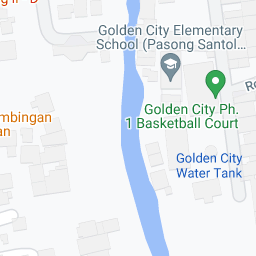 Golden City Elementary
School (Pasong Santol...
Golden City Ph.
1 Basketball Court
Golden City
Water Tank